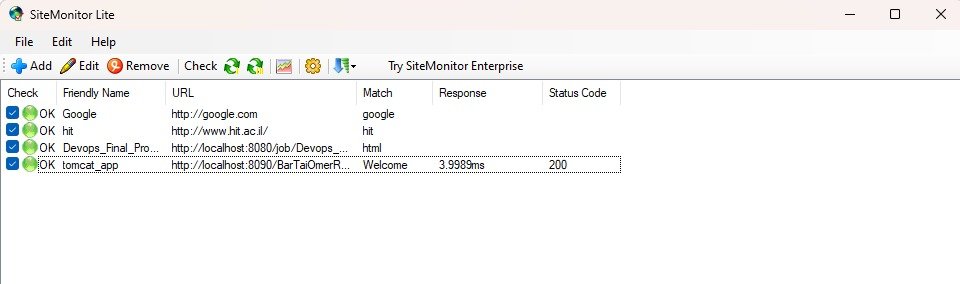 SiteMonitor Lite
File Edit Help
Add Edit Remove Check Try SiteMonitor Enterprise
Check Friendly Name URL Match Response Status Code
OK Google http://google.com google
OK hit http://www.hit.ac.il/ hit
OK Devops_Final_Pro... http://localhost:8080/job/Devops_... html
OK tomcat_app http://localhost:8090/BarTaiOmerR... Welcome 3.9989ms 200